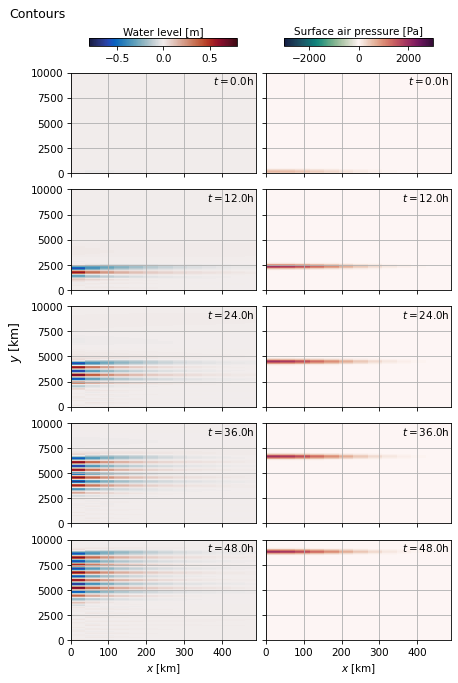 Contours
Water level [m]
Surface air pressure [Pa]
−0.5 0.0 0.5
−2000 0 2000
10000
7500
5000
2500
0
t = 0.0h
t = 0.0h
10000
7500
5000
2500
0
t = 12.0h
t = 12.0h
y [km]
10000
7500
5000
2500
0
t = 24.0h
t = 24.0h
10000
7500
5000
2500
0
t = 36.0h
t = 36.0h
10000
7500
5000
2500
0
t = 48.0h
t = 48.0h
0 100 200 300 400
0 100 200 300 400
x [km]
x [km]